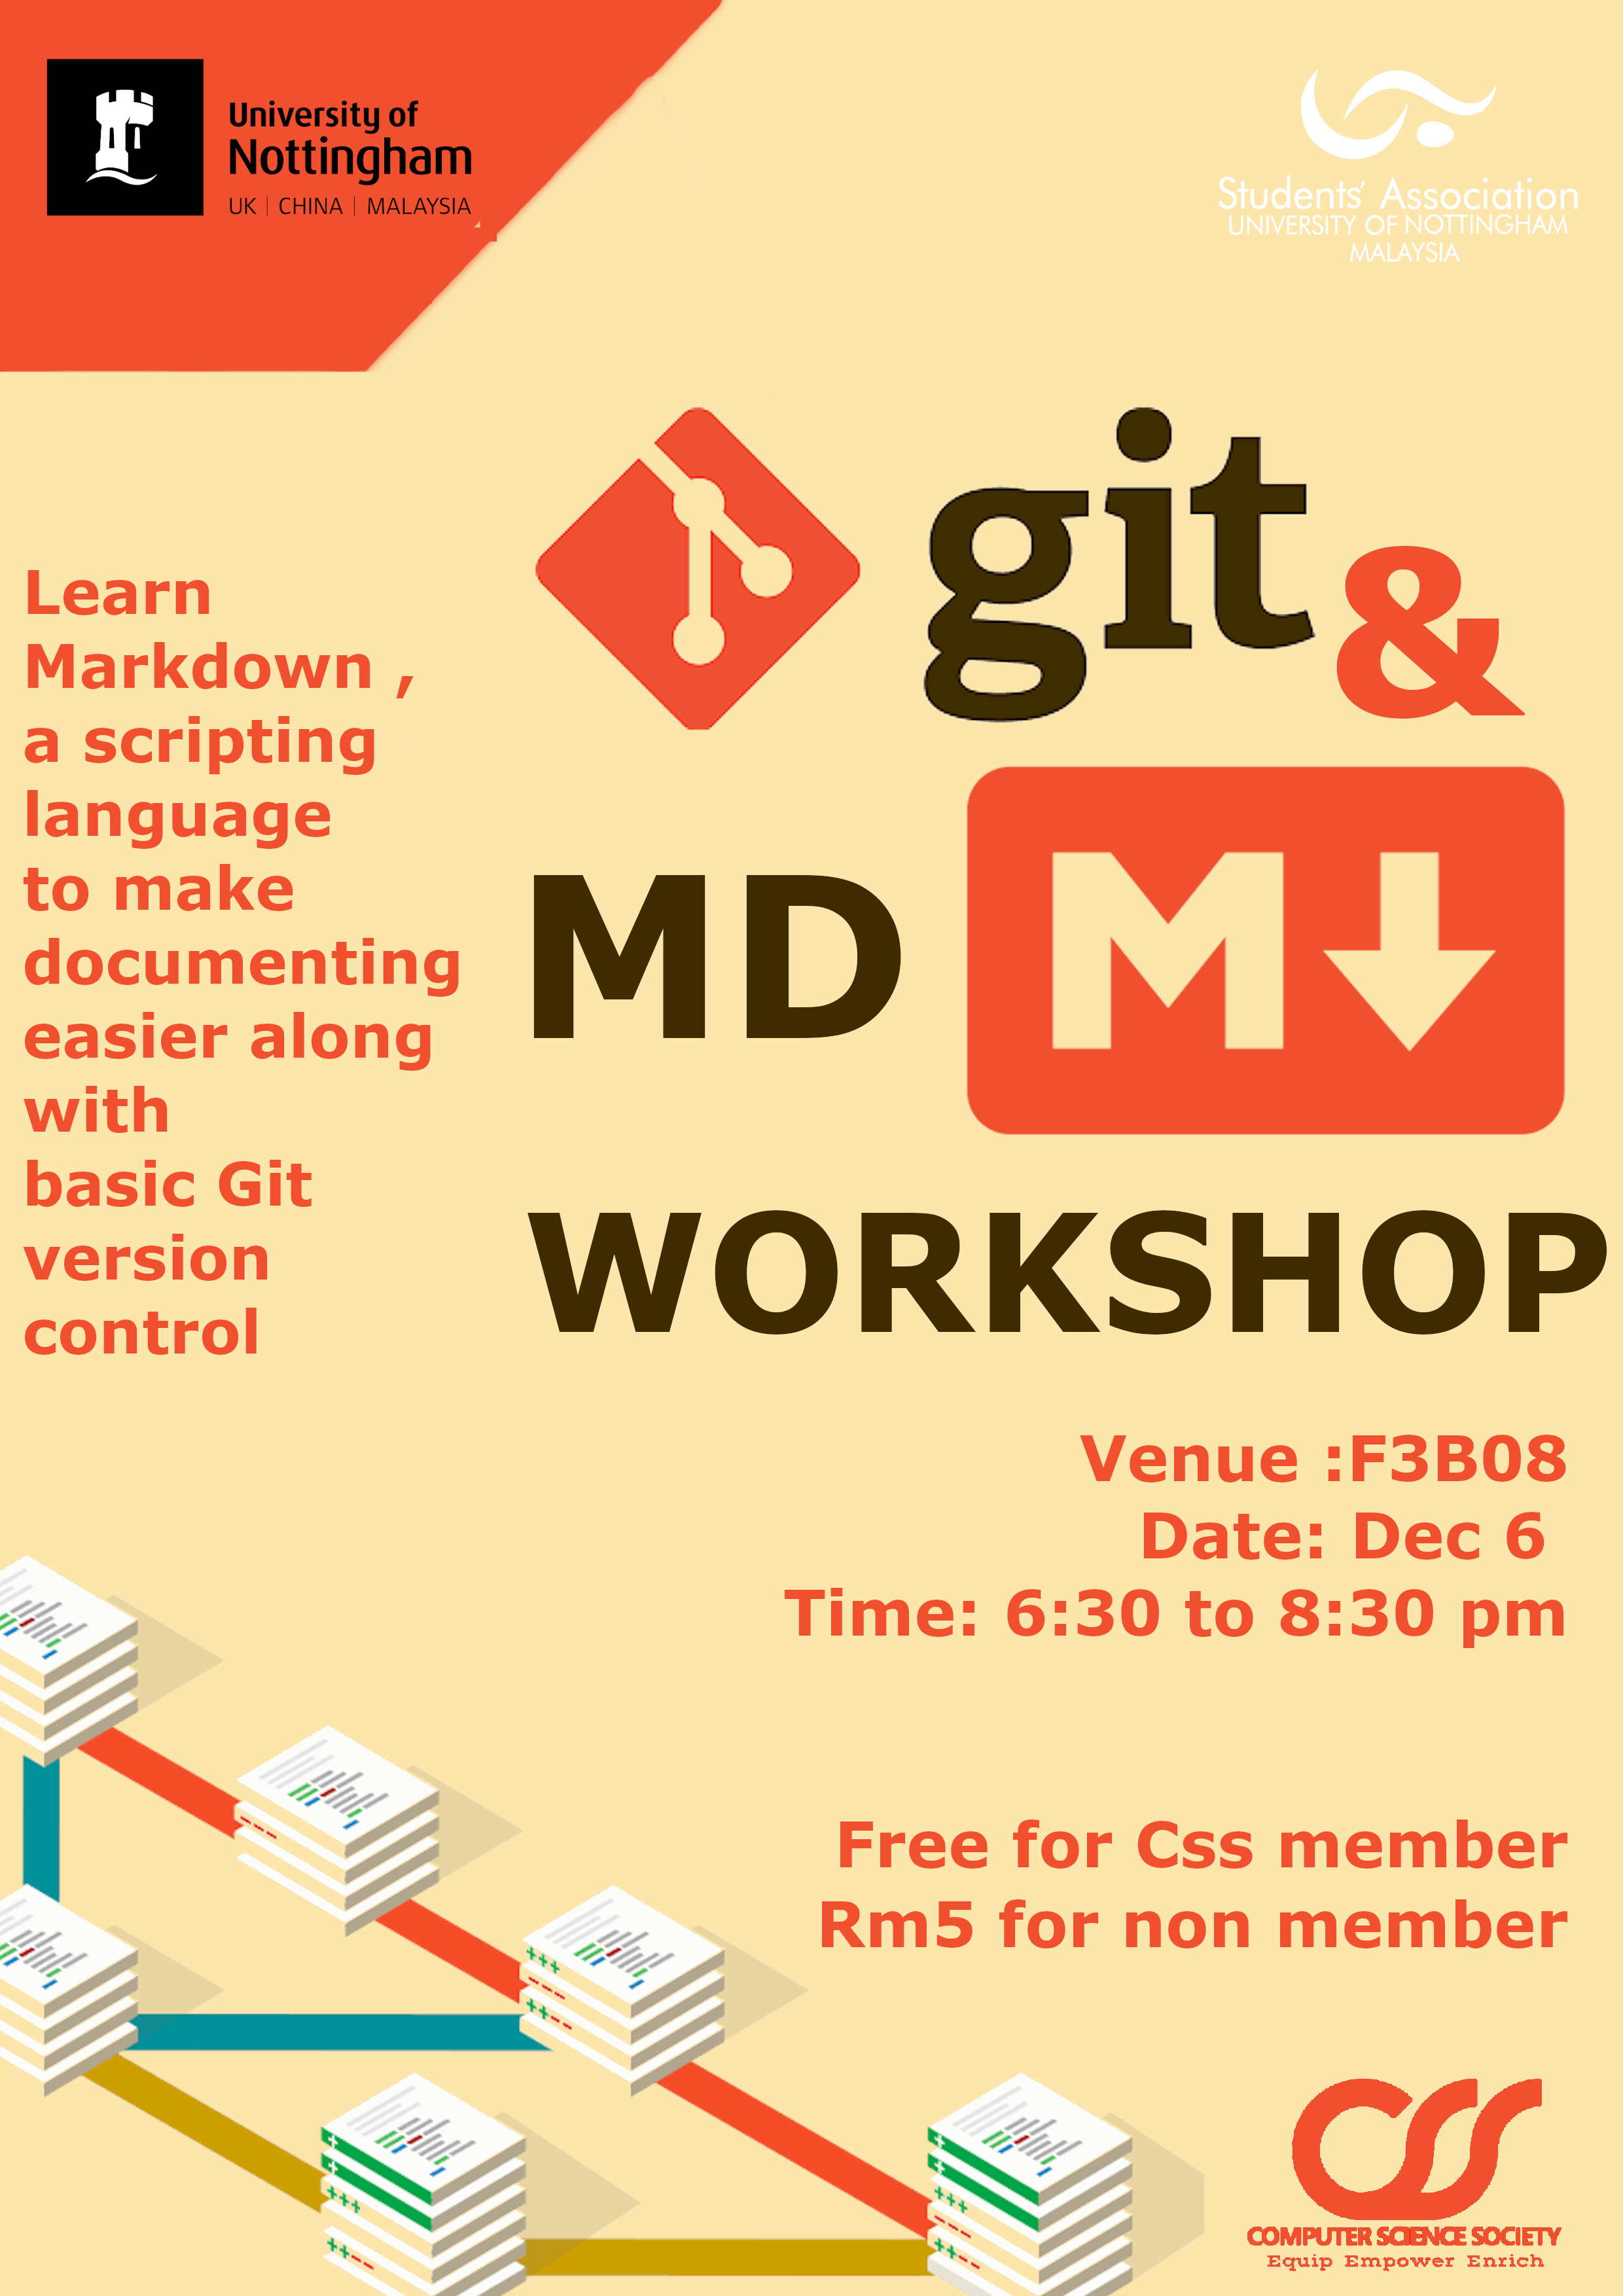 University of
Nottingham
UK | CHINA | MALAYSIA
Students' Association
UNIVERSITY OF NOTTINGHAM
MALAYSIA
git
&
Learn
Markdown ,
a scripting
language
to make
documenting
easier along
with
basic Git
version
control
MD
M
WORKSHOP
Venue :F3B08
Date: Dec 6
Time: 6:30 to 8:30 pm
Free for Css member
Rm5 for non member
CSS
COMPUTER SCIENCE SOCIETY
Equip Empower Enrich